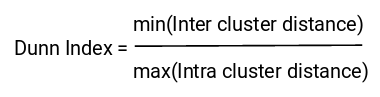 min(Inter cluster distance)
Dunn Index =
max(Intra cluster distance)